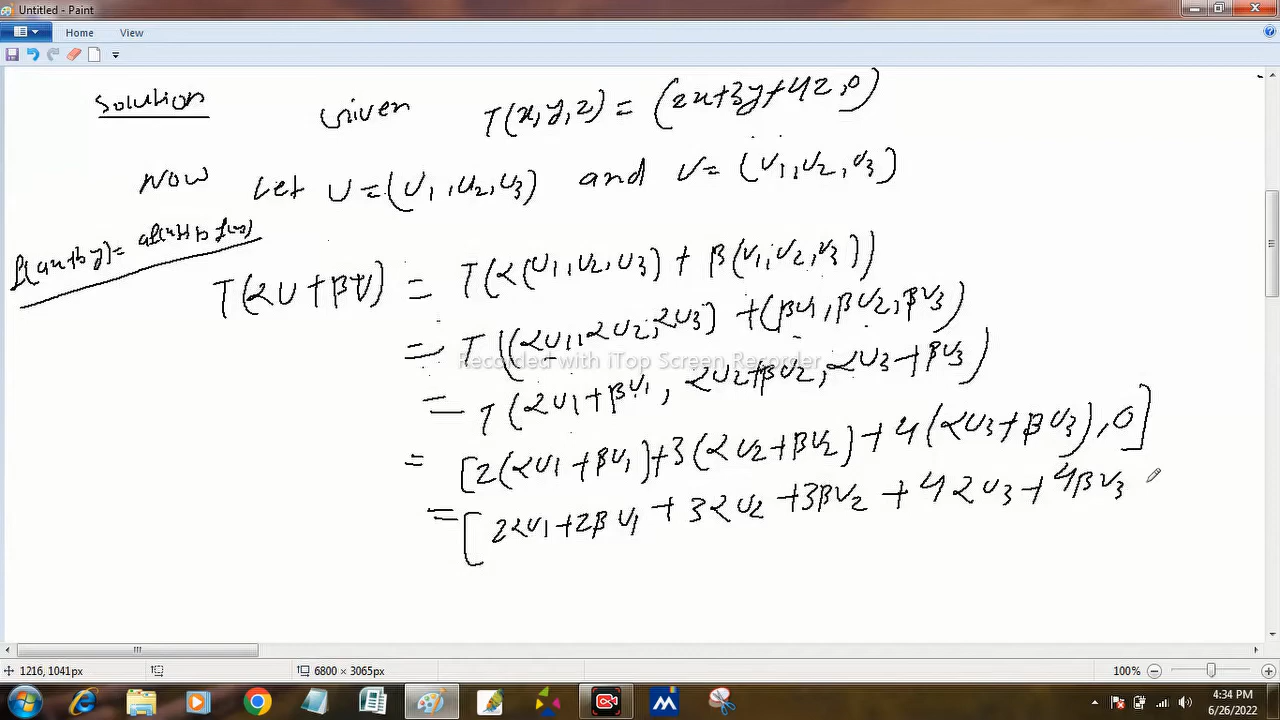 Untitled - Paint
Home View
Solution Given T(x,y,z) = (2x+3y+4z,0)
Now Let U=(U1,U2,U3) and V=(V1,V2,V3)
f(ax+by)=
T(αU+βV) = T(α(U1,U2,U3) + β(V1,V2,V3))
= T((αU1,αU2,αU3) +(βV1,βV2,βV3)
Recorded with iTop Screen Recorder
= T(αU1+βV1, αU2+βV2, αU3+βV3)
= [2(αU1+βV1)+3(αU2+βV2)+4(αU3+βV3),0]
=[2αU1+2βV1+3αU2+3βV2+4αU3+4βV3
1216, 1041px 6800 × 3065px 100%
4:34 PM
6/26/2022